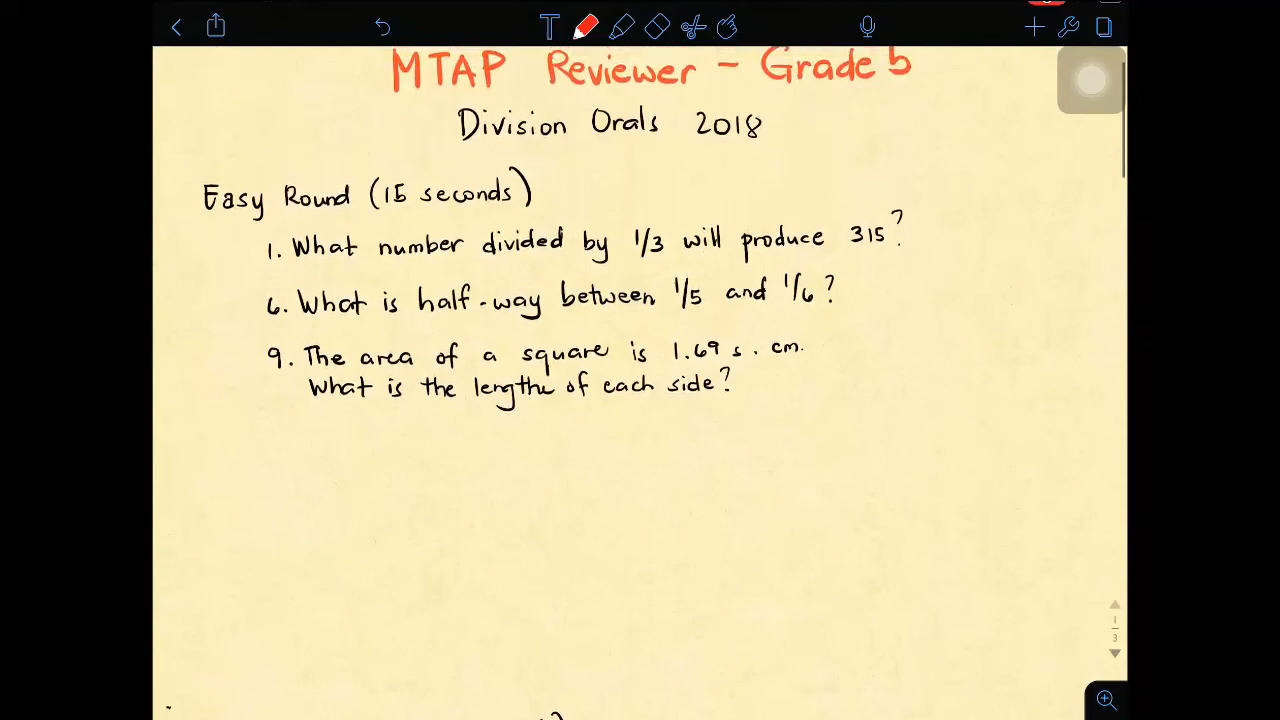 MTAP Reviewer - Grade 5
Division Orals 2018
Easy Round (15 seconds)
1. What number divided by 1/3 will produce 315?
6. What is half-way between 1/5 and 1/6?
9. The area of a square is 1.69 s. cm.
What is the length of each side?
1
3